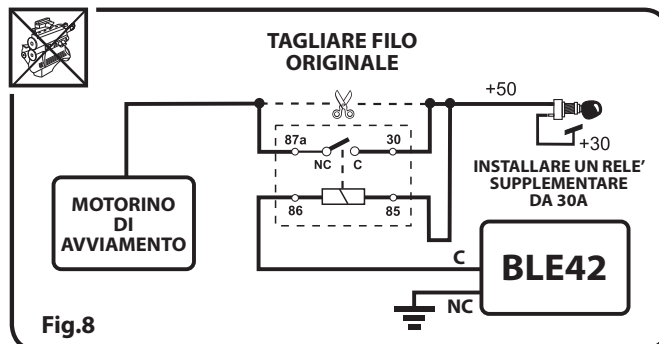 TAGLIARE FILO
ORIGINALE
+50
87a
30
+30
NC
C
INSTALLARE UN RELE’
SUPPLEMENTARE
DA 30A
86
85
MOTORINO
DI
AVVIAMENTO
C
BLE42
NC
Fig.8